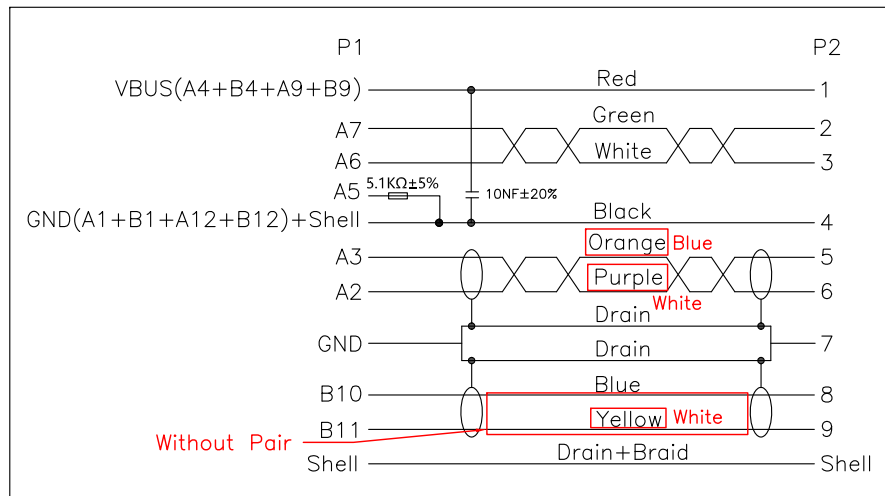 P1 P2
VBUS(A4+B4+A9+B9) Red 1
A7 Green 2
A6 White 3
A5 5.1KΩ±5% 10NF±20%
GND(A1+B1+A12+B12)+Shell Black 4
A3 Orange Blue 5
A2 Purple 6
White
Drain
GND 7
Drain
B10 Blue 8
B11 Yellow White 9
Without Pair
Shell Drain+Braid Shell